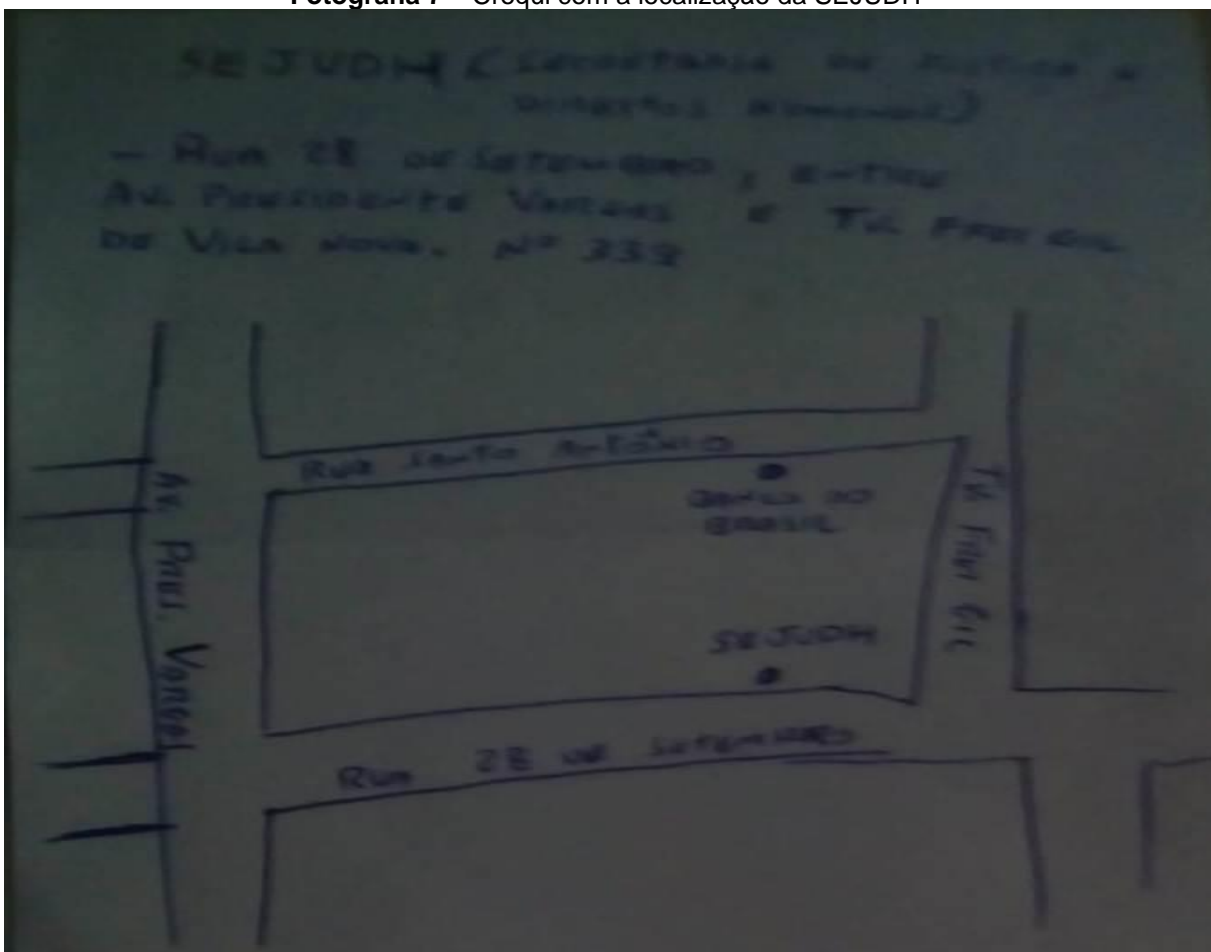 Fotografia 7 – Croqui com a localização da SEJUDH
SEJUDH (SECRETARIA DE JUSTIÇA E
DIREITOS HUMANOS)
- RUA 28 DE SETEMBRO, ENTRE
AV. PRESIDENTE VARGAS E TV. FREI GIL
DE VILA NOVA. Nº 339
RUA SANTO ANTÔNIO
BANCO DO
BRASIL
AV. PRES. VARGAS
TV. FREI GIL
SEJUDH
RUA 28 DE SETEMBRO